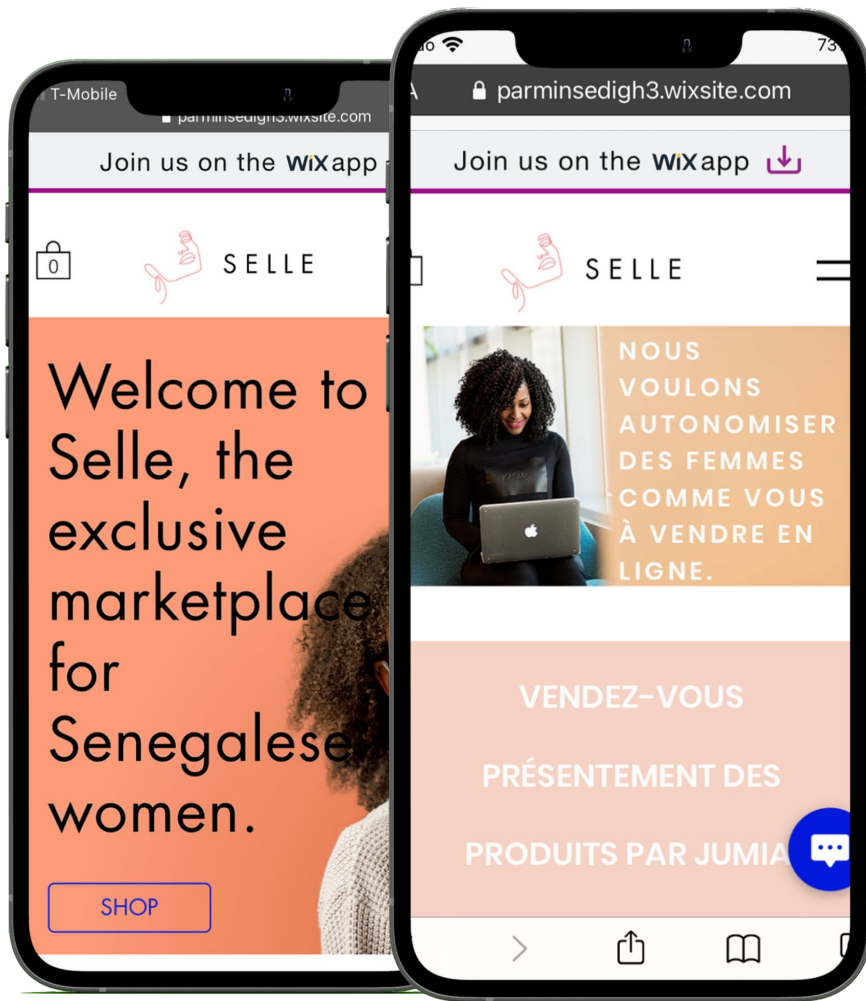 T-Mobile
parminsedigh3.wixsite.com
Join us on the WiX app
0
SELLE
Welcome to
Selle, the
exclusive
marketplace
for
Senegalese
women.
SHOP
73
parminsedigh3.wixsite.com
Join us on the WiX app
SELLE
NOUS
VOULONS
AUTONOMISER
DES FEMMES
COMME VOUS
À VENDRE EN
LIGNE.
VENDEZ-VOUS
PRÉSENTEMENT DES
PRODUITS PAR JUMIA